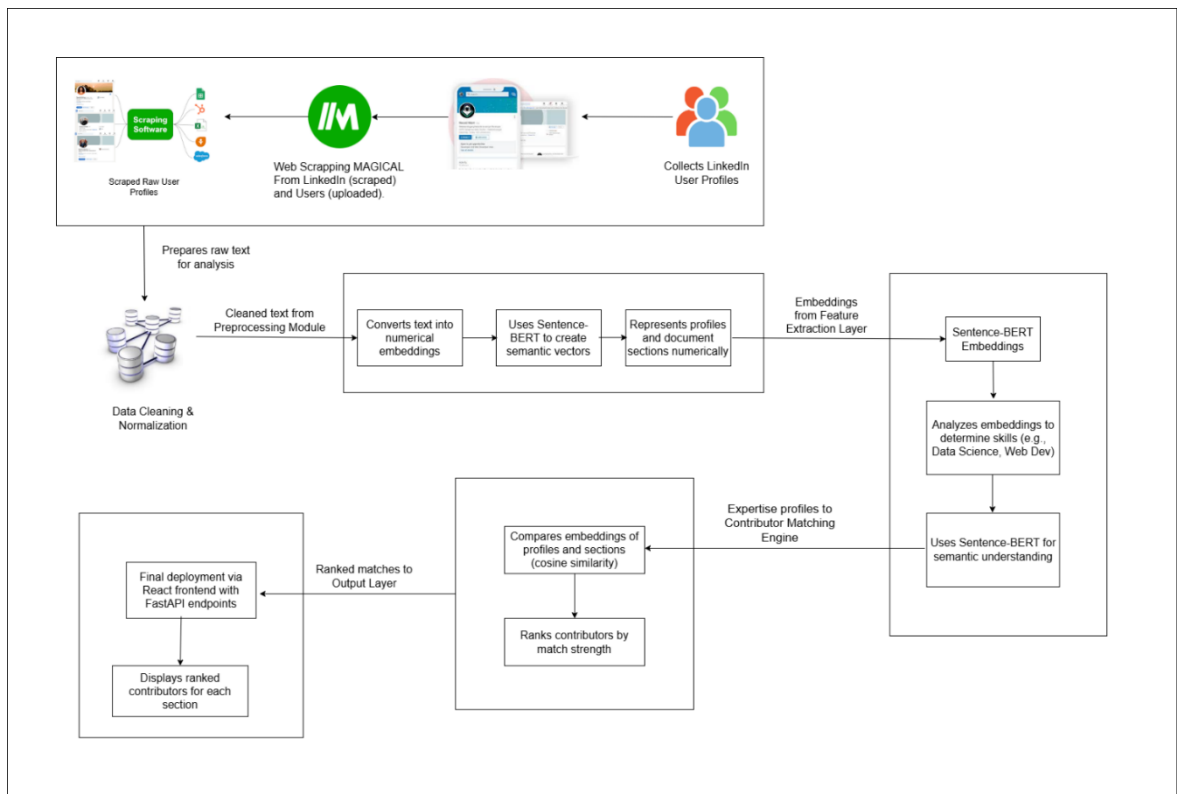 Scraping
Software
Scraped Raw User
Profiles
Web Scrapping MAGICAL
From LinkedIn (scraped)
and Users (uploaded).
Collects LinkedIn
User Profiles
Prepares raw text
for analysis
Data Cleaning &
Normalization
Cleaned text from
Preprocessing Module
Converts text into
numerical
embeddings
Uses Sentence-
BERT to create
semantic vectors
Represents profiles
and document
sections numerically
Embeddings
from Feature
Extraction Layer
Sentence-BERT
Embeddings
Analyzes embeddings to
determine skills (e.g.,
Data Science, Web Dev)
Uses Sentence-BERT for
semantic understanding
Expertise profiles to
Contributor Matching
Engine
Compares embeddings of
profiles and sections
(cosine similarity)
Ranks contributors by
match strength
Ranked matches to
Output Layer
Final deployment via
React frontend with
FastAPI endpoints
Displays ranked
contributors for each
section